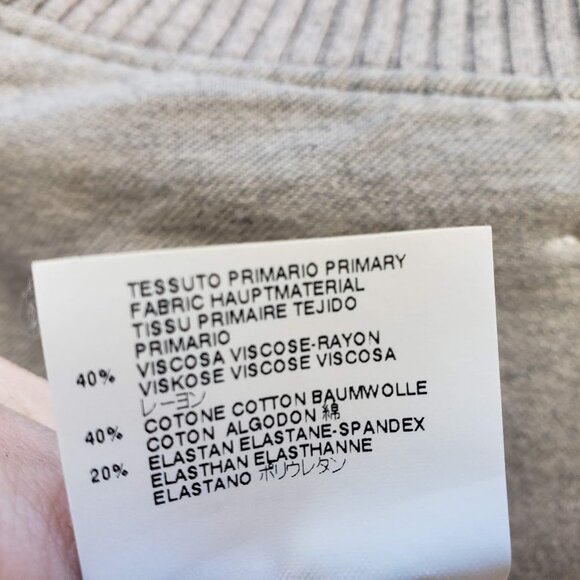 TESSUTO PRIMARIO PRIMARY
FABRIC HAUPTMATERIAL
TISSU PRIMAIRE TEJIDO
PRIMARIO
40% VISCOSA VISCOSE-RAYON
VISKOSE VISCOSE VISCOSA
レーヨン
40% COTONE COTTON BAUMWOLLE
COTON ALGODON 綿
20% ELASTAN ELASTANE-SPANDEX
ELASTHAN ELASTHANNE
ELASTANO ポリウレタン